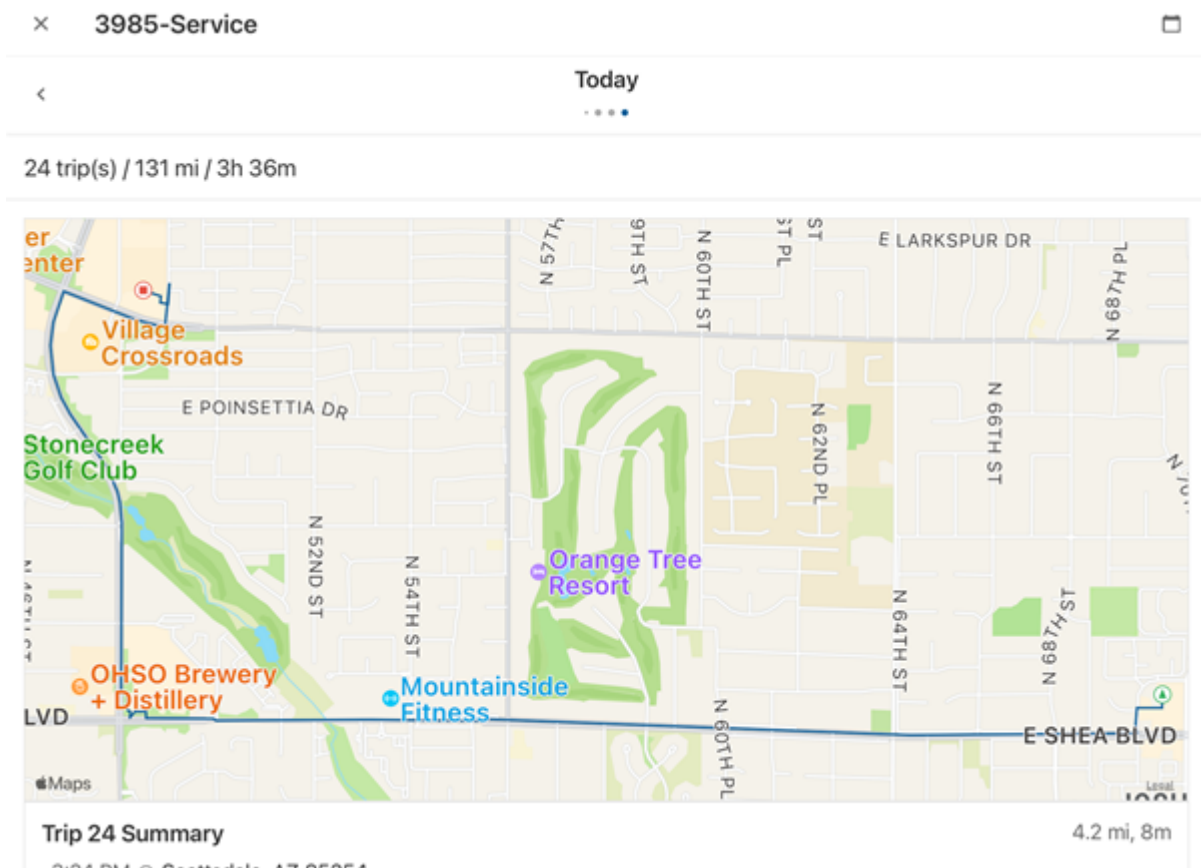 3985-Service
Today
24 trip(s) / 131 mi / 3h 36m
er
enter
N 57TH
N 60TH ST
ST PL
ST
E LARKSPUR DR
N 68TH PL
Village
Crossroads
E POINSETTIA DR
N 62ND PL
N 66TH ST
Stonecreek
Golf Club
N 52ND ST
N 54TH ST
Orange Tree
Resort
N 64TH ST
N 68TH ST
OHSO Brewery
+ Distillery
Mountainside
Fitness
LVD
N 60TH PL
E SHEA BLVD
Maps
Legal
Trip 24 Summary
4.2 mi, 8m